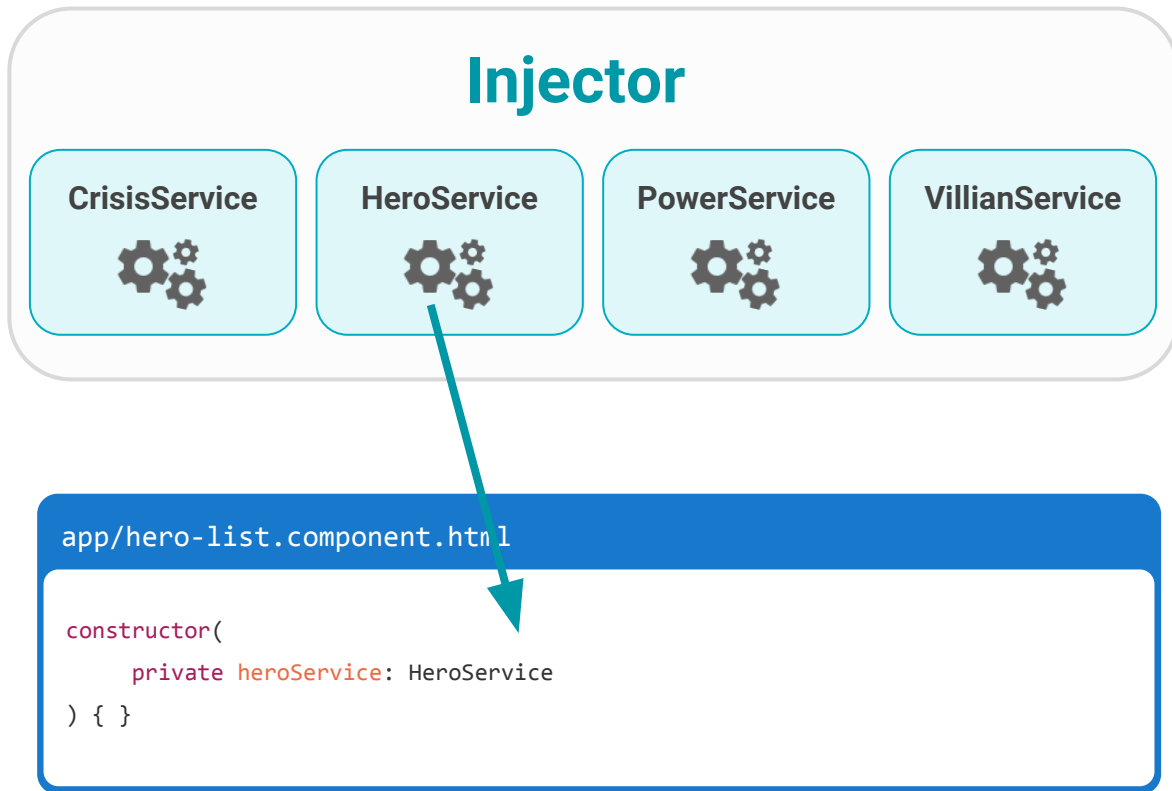 Injector
CrisisService
HeroService
PowerService
VillianService
app/hero-list.component.html
constructor(
private heroService: HeroService
) { }